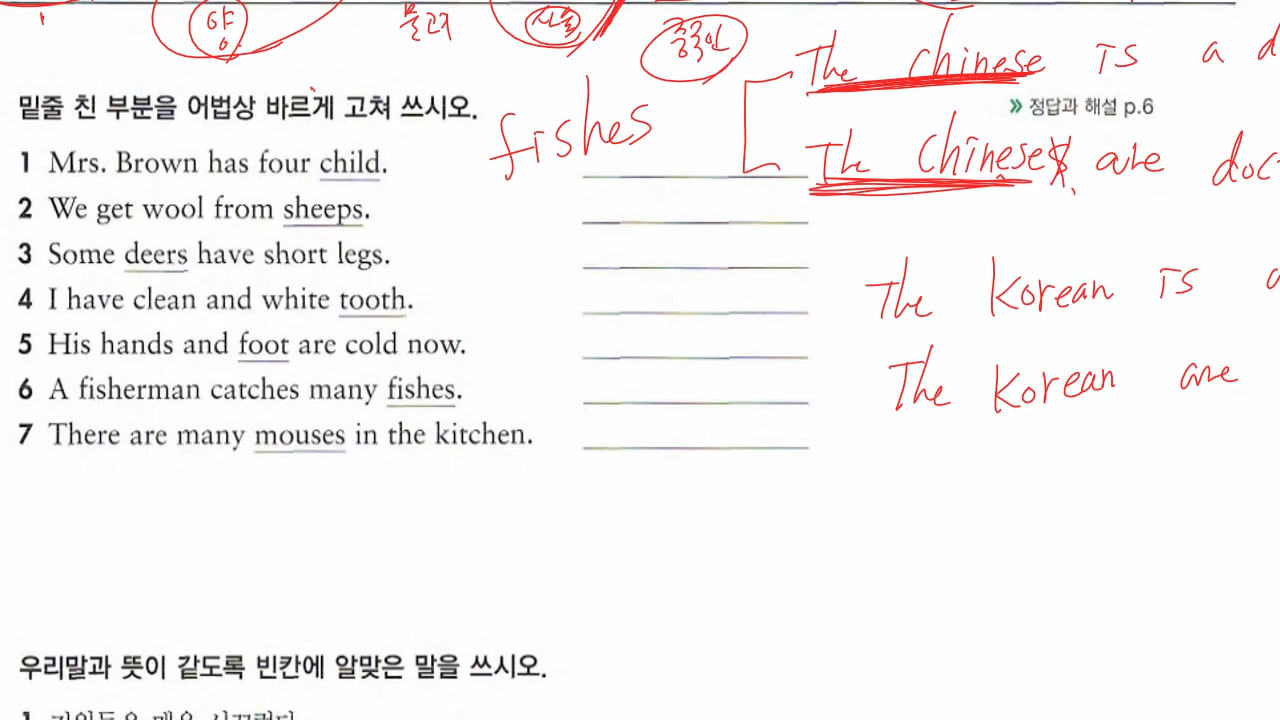 양
물고기
사슴
중국인
The chinese is a d
밑줄 친 부분을 어법상 바르게 고쳐 쓰시오.
fishes
» 정답과 해설 p.6
The chinese are doc
1 Mrs. Brown has four child.
2 We get wool from sheeps.
3 Some deers have short legs.
The korean is a
4 I have clean and white tooth.
5 His hands and foot are cold now.
The korean are
6 A fisherman catches many fishes.
7 There are many mouses in the kitchen.
우리말과 뜻이 같도록 빈칸에 알맞은 말을 쓰시오.